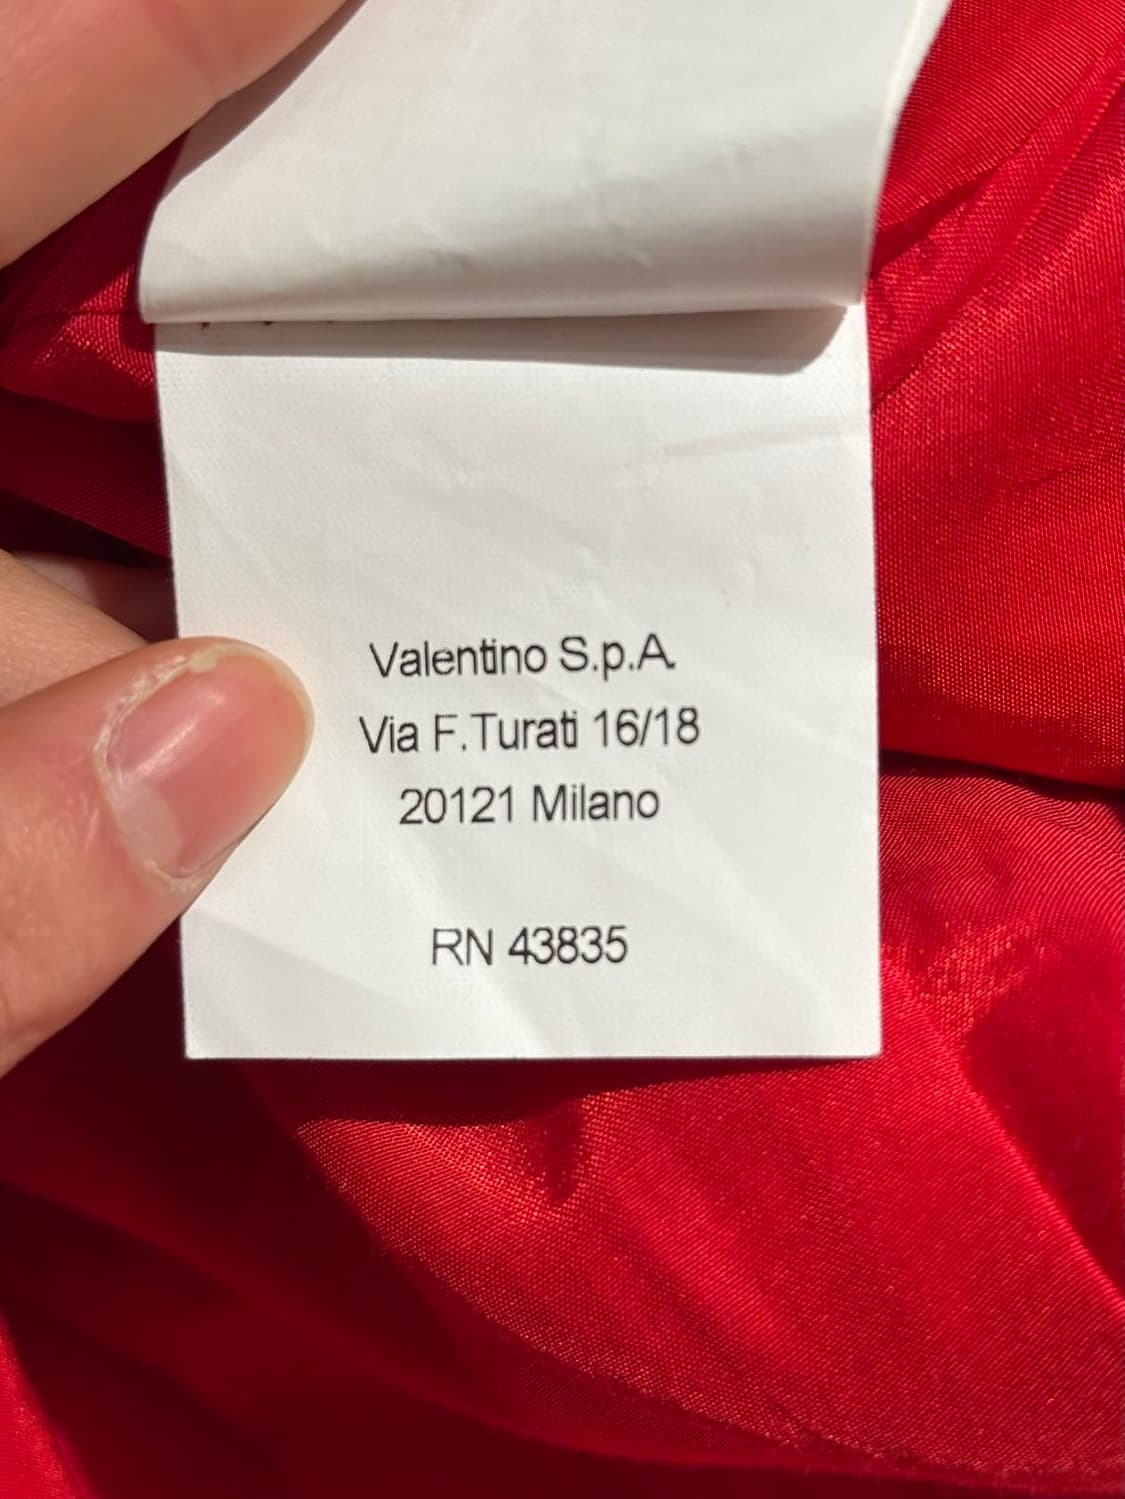 Valentino S.p.A.
Via F.Turati 16/18
20121 Milano
RN 43835